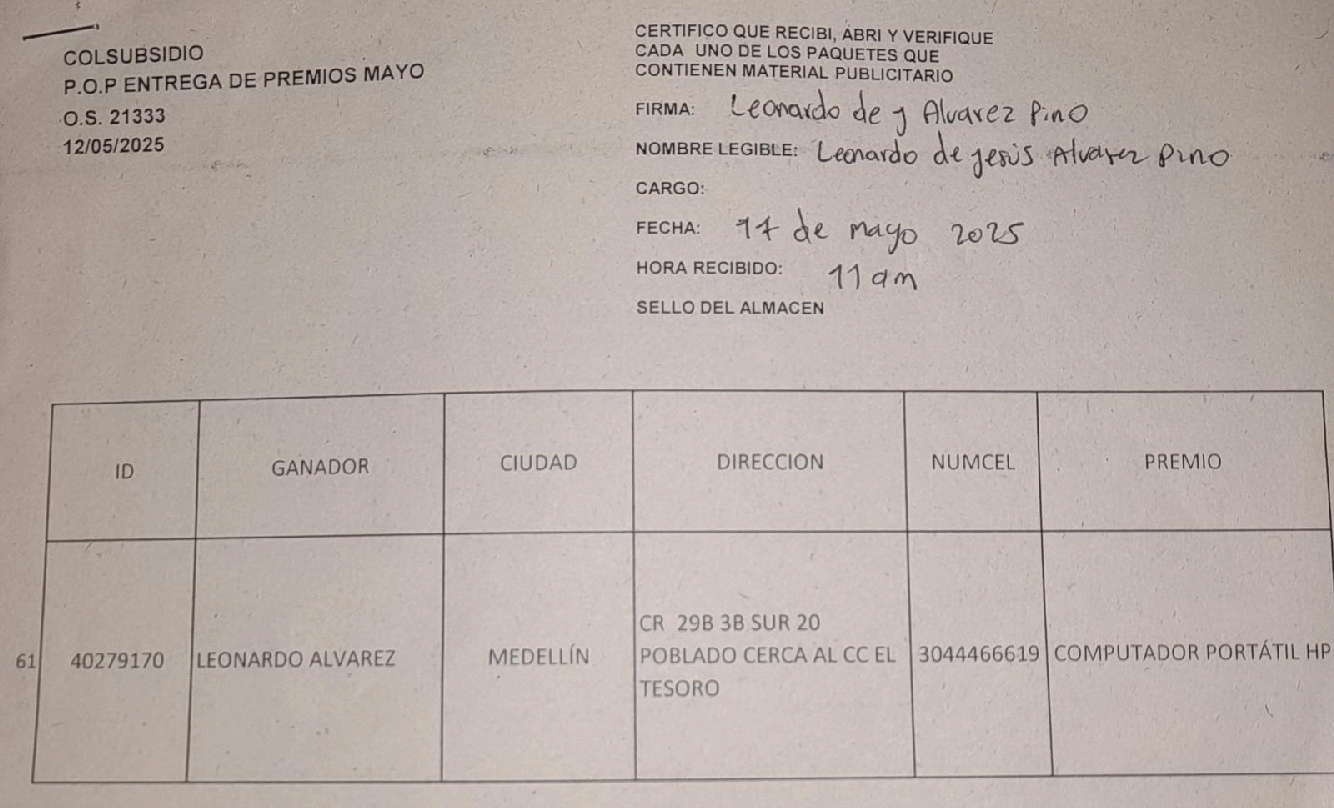 COLSUBSIDIO
P.O.P ENTREGA DE PREMIOS MAYO
O.S. 21333
12/05/2025
CERTIFICO QUE RECIBI, ABRI Y VERIFIQUE
CADA UNO DE LOS PAQUETES QUE
CONTIENEN MATERIAL PUBLICITARIO
FIRMA: Leonardo de J Alvarez Pino
NOMBRE LEGIBLE: Leonardo de Jesús Alvarez Pino
CARGO:
FECHA: 17 de mayo 2025
HORA RECIBIDO: 11 am
SELLO DEL ALMACEN
ID GANADOR CIUDAD DIRECCION NUMCEL PREMIO
61 40279170 LEONARDO ALVAREZ MEDELLÍN CR 29B 3B SUR 20
POBLADO CERCA AL CC EL
TESORO 3044466619 COMPUTADOR PORTÁTIL HP